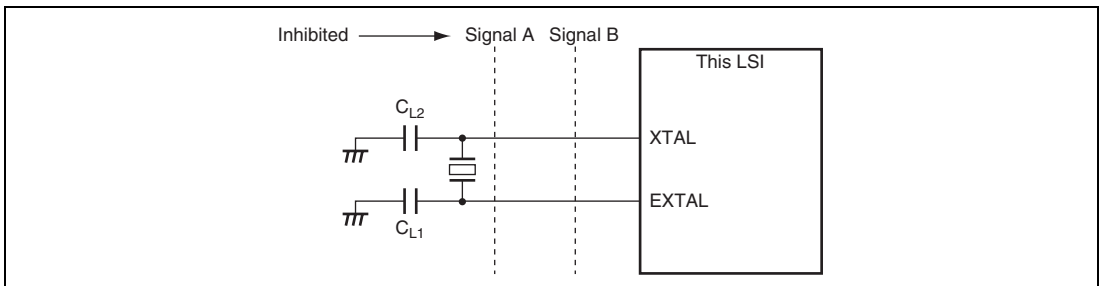 Inhibited Signal A Signal B
This LSI
CL2
XTAL
EXTAL
CL1